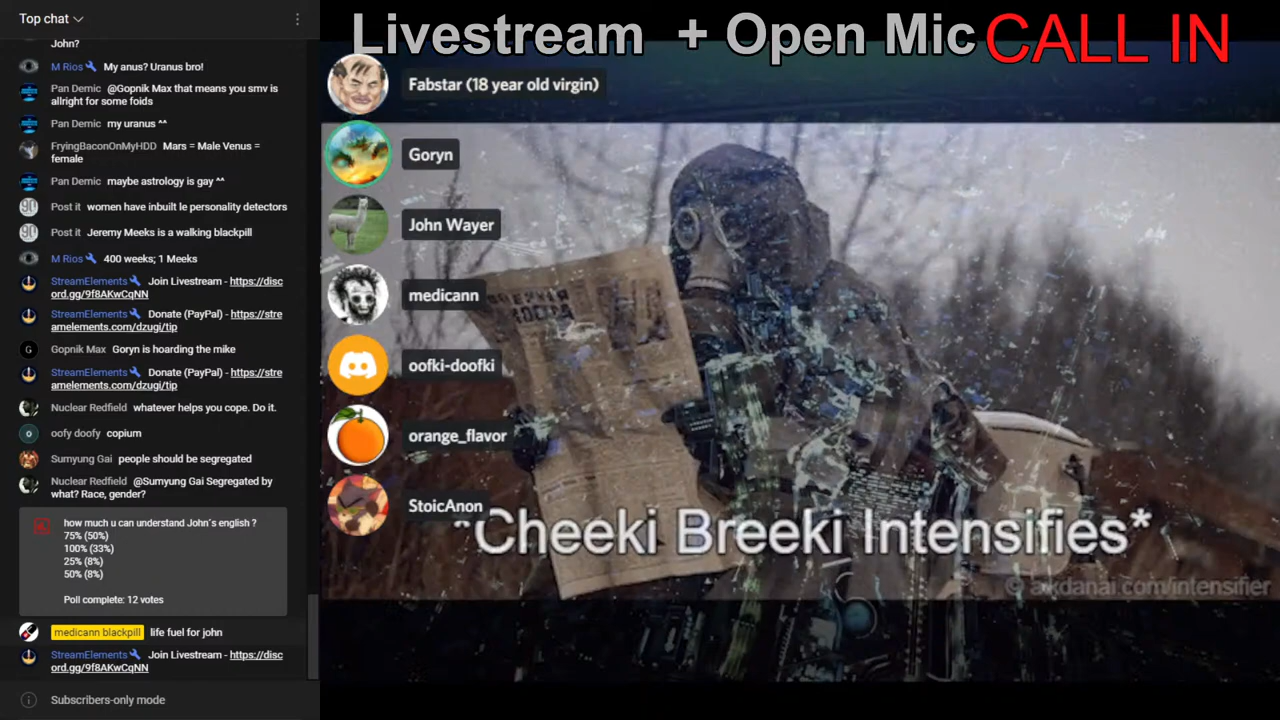 Top chat
John?
M Rios My anus? Uranus bro!
Pan Demic @Gopnik Max that means you smv is
allright for some foids
Pan Demic my uranus ^^
FryingBaconOnMyHDD Mars = Male Venus =
female
Pan Demic maybe astrology is gay ^^
Post it women have inbuilt le personality detectors
Post it Jeremy Meeks is a walking blackpill
M Rios 400 weeks; 1 Meeks
StreamElements Join Livestream - https://disc
ord.gg/9f8AKwCqNN
StreamElements Donate (PayPal) - https://stre
amelements.com/dzugi/tip
Gopnik Max Goryn is hoarding the mike
StreamElements Donate (PayPal) - https://stre
amelements.com/dzugi/tip
Nuclear Redfield whatever helps you cope. Do it.
oofy doofy copium
Sumyung Gai people should be segregated
Nuclear Redfield @Sumyung Gai Segregated by
what? Race, gender?
how much u can understand John´s english ?
75% (50%)
100% (33%)
25% (8%)
50% (8%)
Poll complete: 12 votes
medicann blackpill life fuel for john
StreamElements Join Livestream - https://disc
ord.gg/9f8AKwCqNN
Subscribers-only mode
Livestream + Open Mic CALL IN
Fabstar (18 year old virgin)
Goryn
John Wayer
medicann
oofki-doofki
orange_flavor
StoicAnon
*Cheeki Breeki Intensifies*